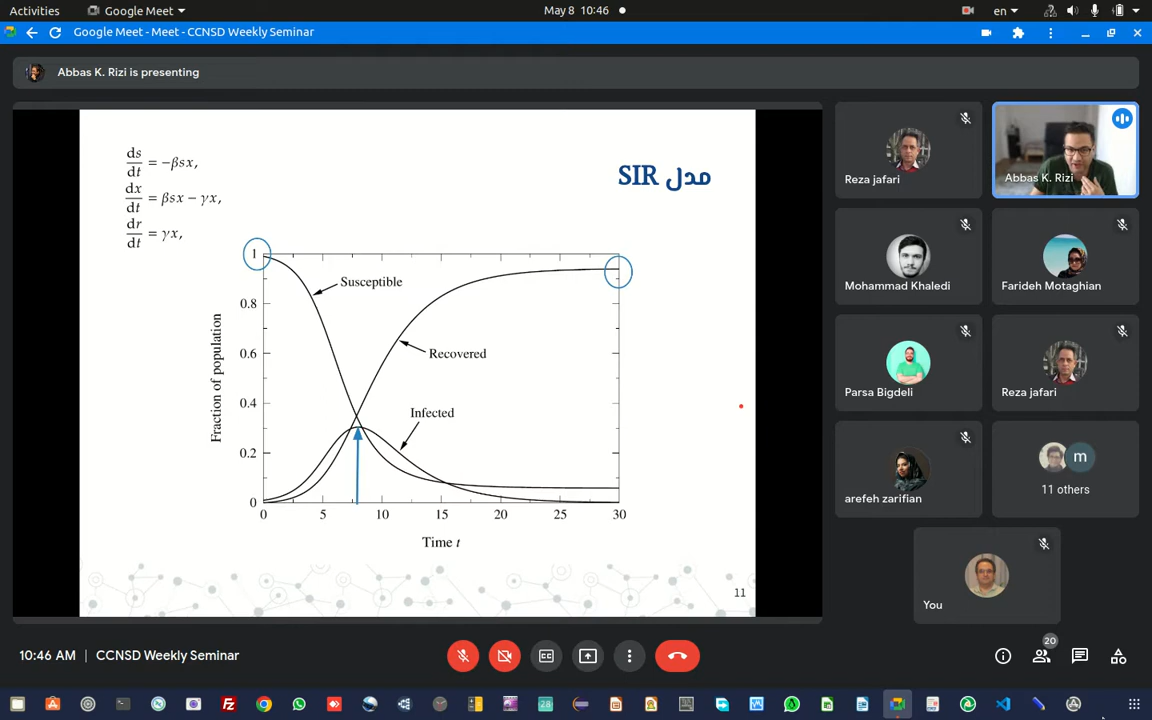 Activities
Google Meet
May 8 10:46
en
Google Meet - Meet - CCNSD Weekly Seminar
Abbas K. Rizi is presenting
ds/dt = −βsx,
dx/dt = βsx − γx,
dr/dt = γx,
مدل SIR
Fraction of population
1
0.8
0.6
0.4
0.2
0
Susceptible
Recovered
Infected
0 5 10 15 20 25 30
Time t
11
Reza jafari
Abbas K. Rizi
Mohammad Khaledi
Farideh Motaghian
Parsa Bigdeli
Reza jafari
arefeh zarifian
m
11 others
You
10:46 AM | CCNSD Weekly Seminar
20